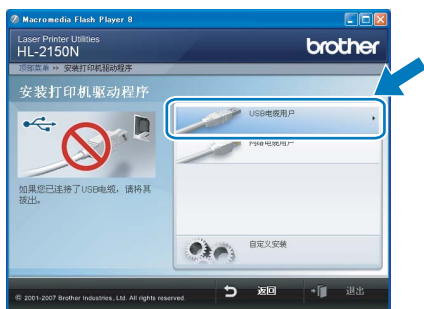 Macromedia Flash Player 8
Laser Printer Utilities
HL-2150N
brother
顶部菜单 >> 安装打印机驱动程序
安装打印机驱动程序
USB电缆用户
网络电缆用户
如果您已连接了USB电缆，请将其
拔出。
自定义安装
© 2001-2007 Brother Industries, Ltd. All rights reserved.
返回
退出